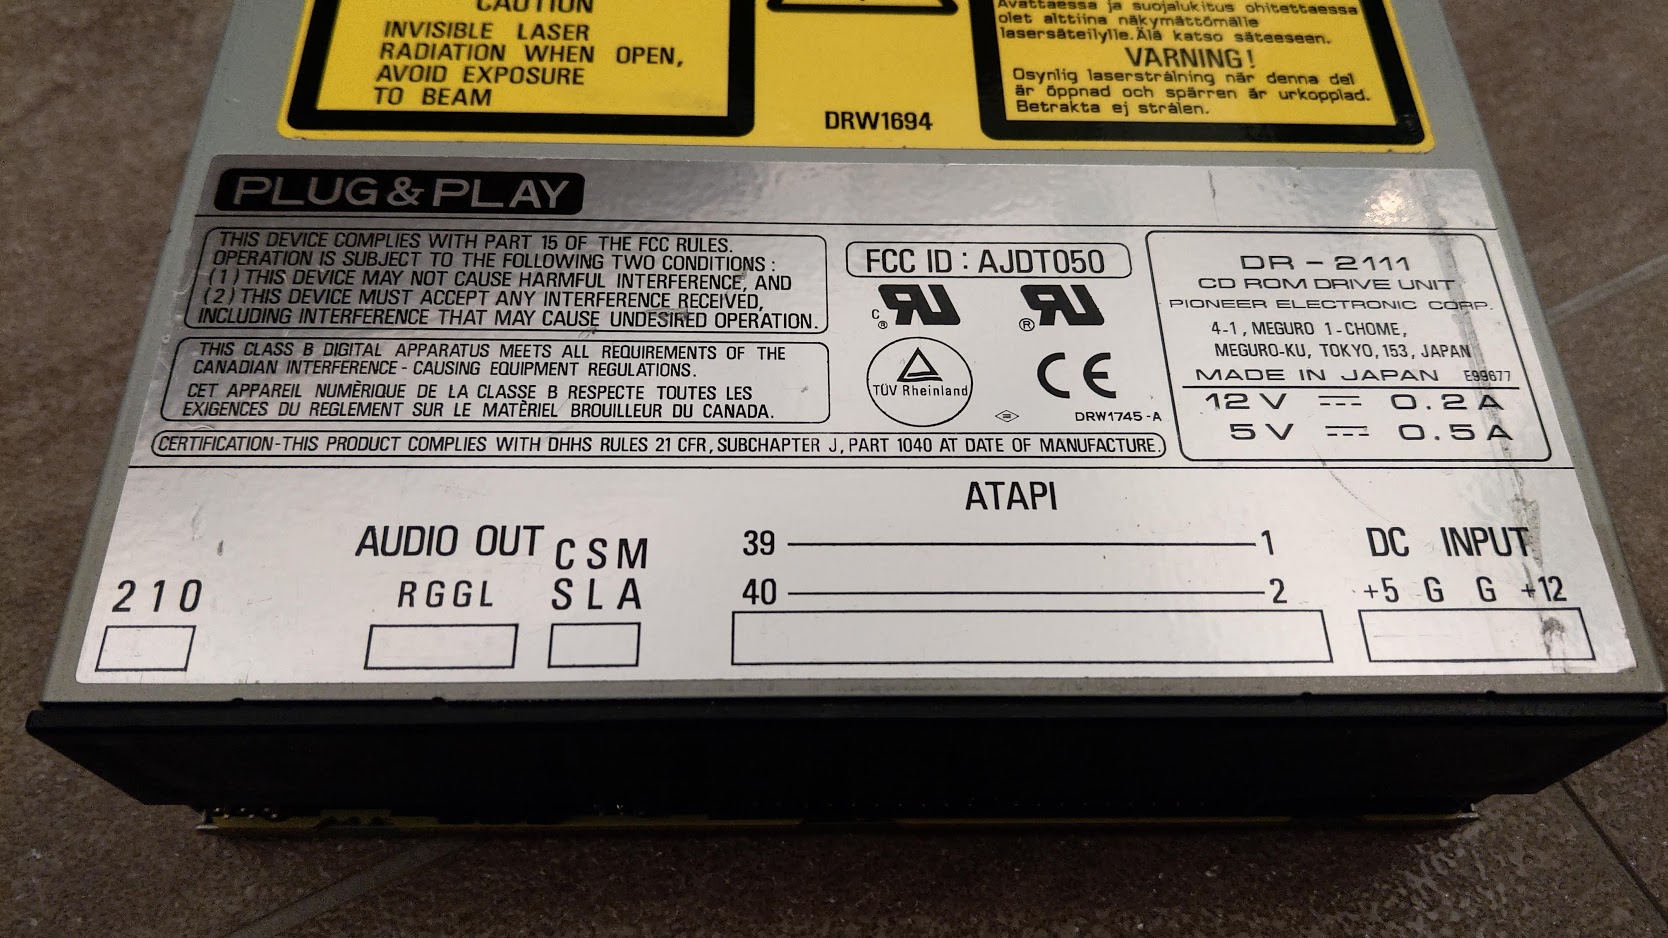 CAUTION
INVISIBLE LASER
RADIATION WHEN OPEN,
AVOID EXPOSURE
TO BEAM
DRW1694
Avattaessa ja suojalukitus ohitettaessa
olet alttiina näkymättömälle
lasersäteilylle.Älä katso säteeseen.
VARNING!
Osynlig laserstrålning när denna del
är öppnad och spärren är urkopplad.
Betrakta ej strålen.
PLUG&PLAY
THIS DEVICE COMPLIES WITH PART 15 OF THE FCC RULES.
OPERATION IS SUBJECT TO THE FOLLOWING TWO CONDITIONS :
(1) THIS DEVICE MAY NOT CAUSE HARMFUL INTERFERENCE, AND
(2) THIS DEVICE MUST ACCEPT ANY INTERFERENCE RECEIVED,
INCLUDING INTERFERENCE THAT MAY CAUSE UNDESIRED OPERATION.
THIS CLASS B DIGITAL APPARATUS MEETS ALL REQUIREMENTS OF THE
CANADIAN INTERFERENCE - CAUSING EQUIPMENT REGULATIONS.
CET APPAREIL NUMÈRIQUE DE LA CLASSE B RESPECTE TOUTES LES
EXIGENCES DU REGLEMENT SUR LE MATÈRIEL BROUILLEUR DU CANADA.
CERTIFICATION-THIS PRODUCT COMPLIES WITH DHHS RULES 21 CFR, SUBCHAPTER J, PART 1040 AT DATE OF MANUFACTURE.
FCC ID : AJDT050
C ® RU ® RU
TÜV Rheinland
CE
DRW1745-A
DR-2111
CD ROM DRIVE UNIT
PIONEER ELECTRONIC CORP.
4-1, MEGURO 1-CHOME,
MEGURO-KU, TOKYO, 153, JAPAN
MADE IN JAPAN E99677
12V ⎓ 0.2A
5V ⎓ 0.5A
ATAPI
AUDIO OUT
C S M
39 1
DC INPUT
2 1 0
R G G L
S L A
40 2
+5 G G +12